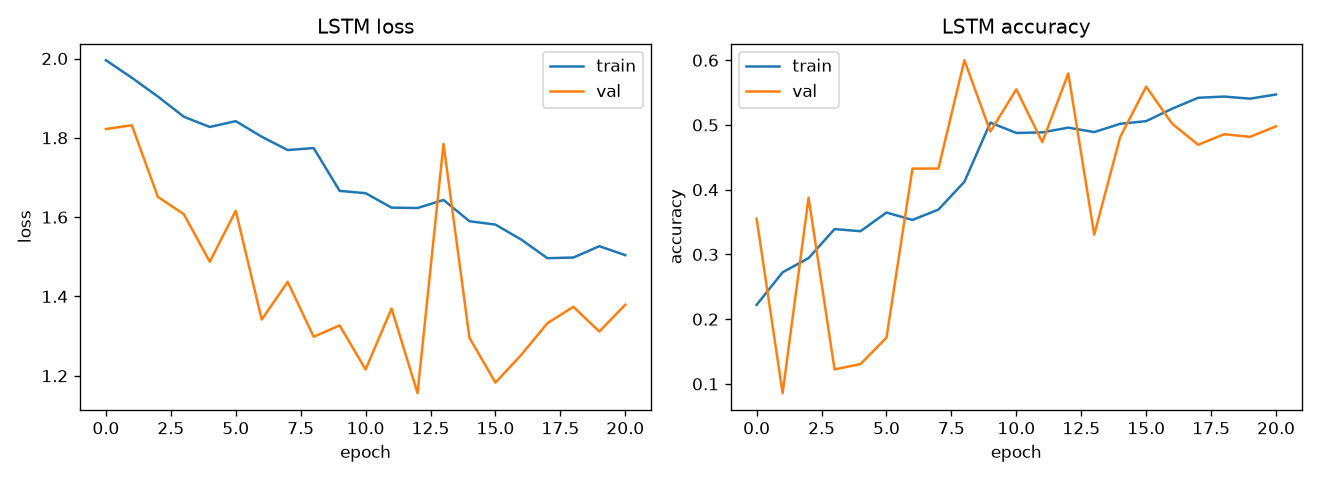 LSTM loss
2.0
1.8
1.6
1.4
1.2
loss
train
val
0.0 2.5 5.0 7.5 10.0 12.5 15.0 17.5 20.0
epoch
LSTM accuracy
0.6
0.5
0.4
0.3
0.2
0.1
accuracy
train
val
0.0 2.5 5.0 7.5 10.0 12.5 15.0 17.5 20.0
epoch